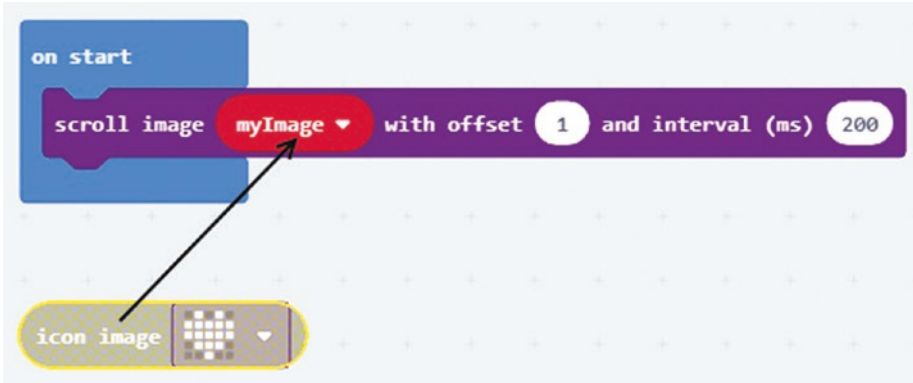 on start
scroll image myImage with offset 1 and interval (ms) 200
icon image